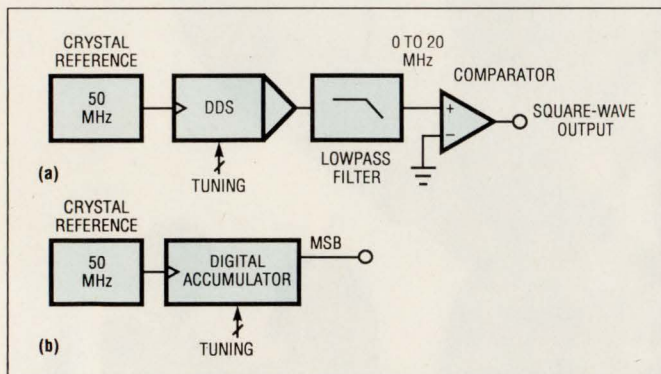 CRYSTAL
REFERENCE
50
MHz
DDS
TUNING
LOWPASS
FILTER
0 TO 20
MHz
COMPARATOR
+
−
SQUARE-WAVE
OUTPUT
(a)
CRYSTAL
REFERENCE
50
MHz
DIGITAL
ACCUMULATOR
MSB
TUNING
(b)